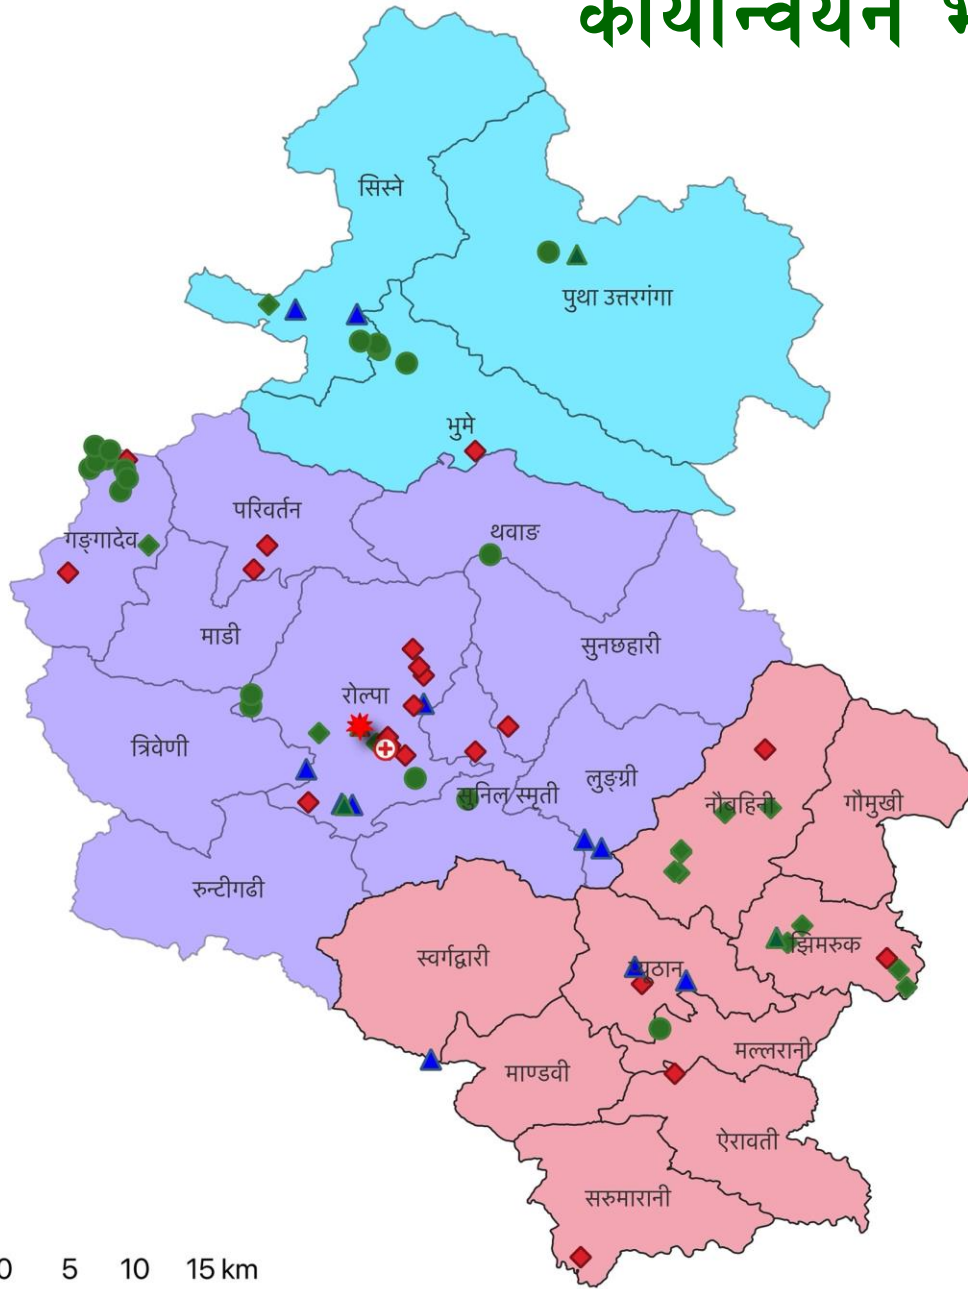 कार्यान्वयन
सिस्ने
पुथा उत्तरगंगा
भुमे
परिवर्तन
गङ्गादेव
थवाङ
माडी
सुनछहारी
रोल्पा
त्रिवेणी
लुङ्ग्री
सुनिल स्मृती
नौबहिनी
गौमुखी
रुन्टीगढी
झिमरुक
स्वर्गद्वारी
मल्लरानी
माण्डवी
ऐरावती
सरुमारानी
0 5 10 15 km